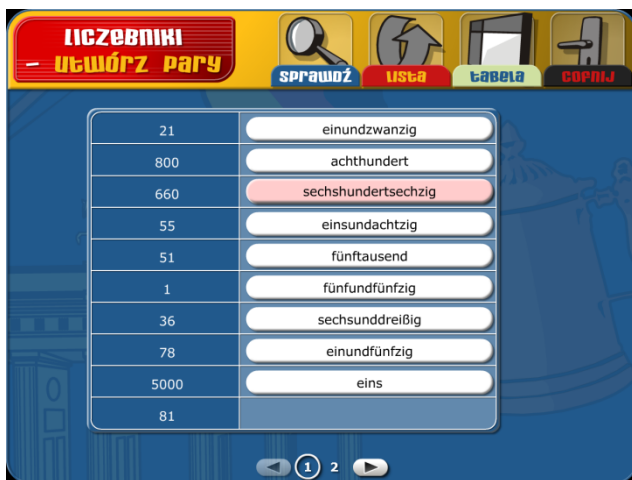 LICZEBNIKI
– UTWÓRZ PARY
SPRAWDŹ LISTA TABELA COFNIJ
21 einundzwanzig
800 achthundert
660 sechshundertsechzig
55 einsundachtzig
51 fünftausend
1 fünfundfünfzig
36 sechsunddreißig
78 einundfünfzig
5000 eins
81
1 2